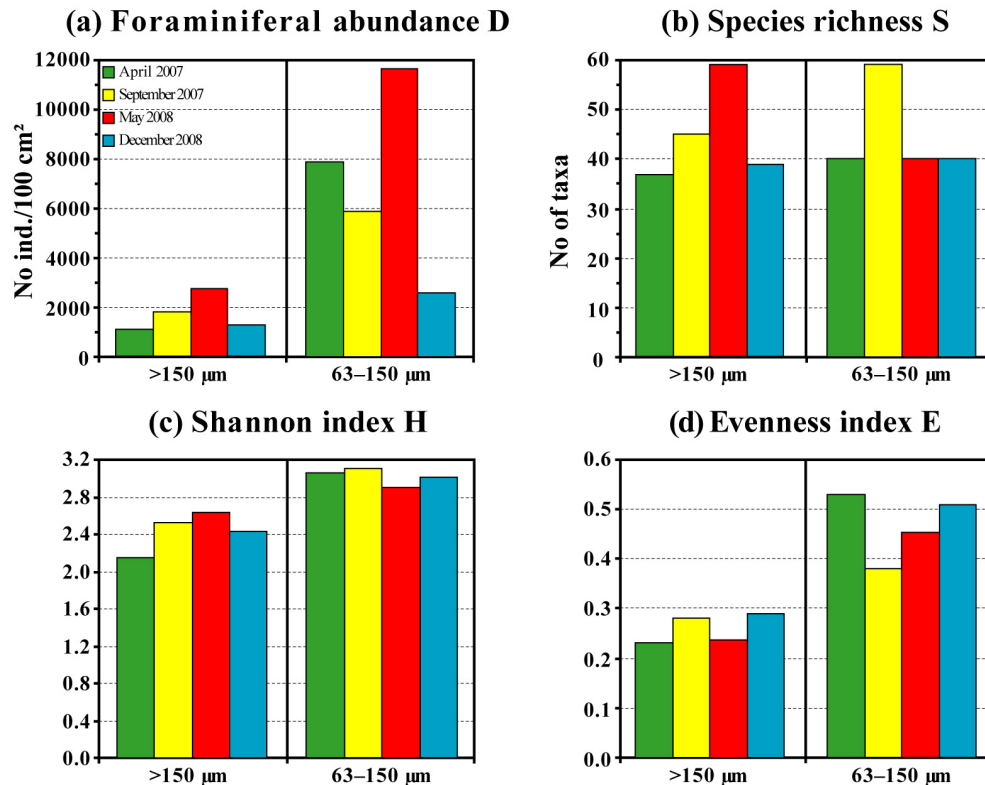 (a) Foraminiferal abundance D
No ind./100 cm²
12000
10000
8000
6000
4000
2000
0
April 2007
September 2007
May 2008
December 2008
>150 µm
63–150 µm
(b) Species richness S
No of taxa
60
50
40
30
20
10
0
>150 µm
63–150 µm
(c) Shannon index H
3.2
2.8
2.4
2.0
1.6
1.2
0.8
0.4
0.0
>150 µm
63–150 µm
(d) Evenness index E
0.6
0.5
0.4
0.3
0.2
0.1
0.0
>150 µm
63–150 µm